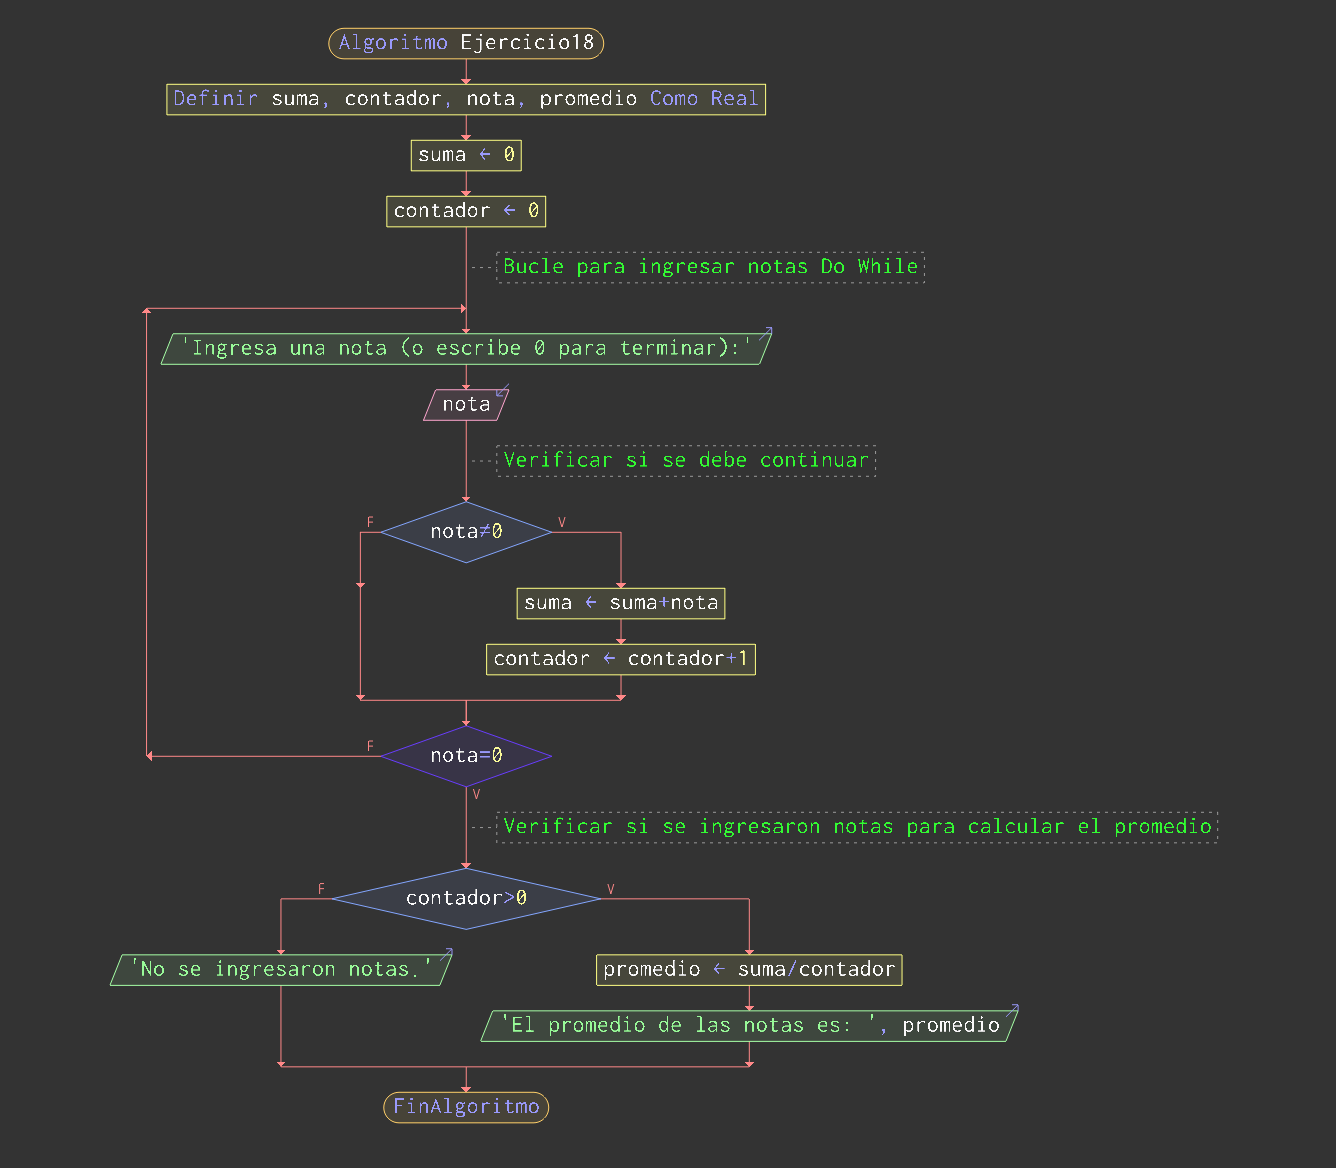 Algoritmo Ejercicio18
Definir suma, contador, nota, promedio Como Real
suma ← 0
contador ← 0
Bucle para ingresar notas Do While
'Ingresa una nota (o escribe 0 para terminar):'
nota
Verificar si se debe continuar
F
V
nota≠0
suma ← suma+nota
contador ← contador+1
F
nota=0
V
Verificar si se ingresaron notas para calcular el promedio
F
V
contador>0
'No se ingresaron notas.'
promedio ← suma/contador
'El promedio de las notas es: ', promedio
FinAlgoritmo